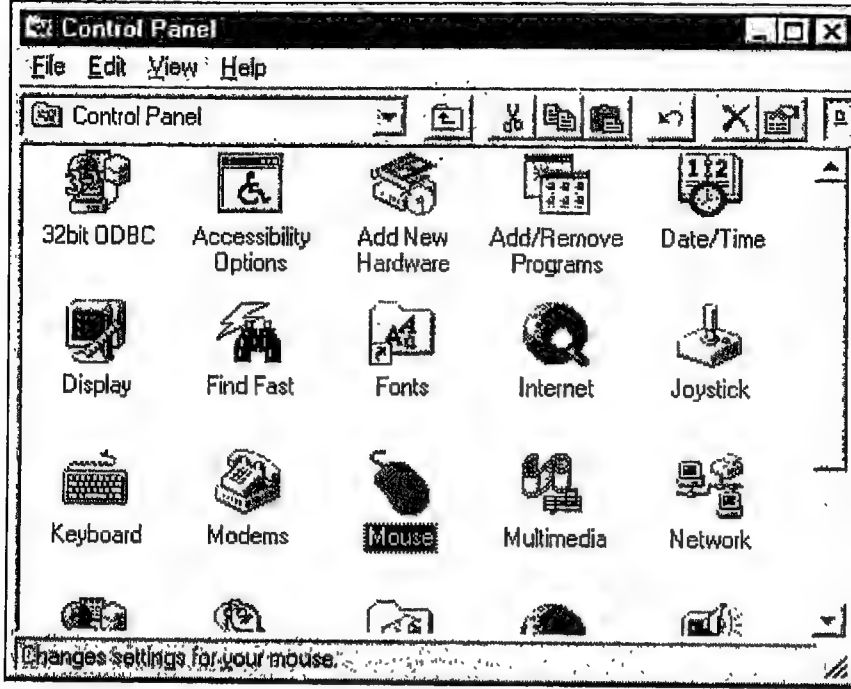 Control Panel
File Edit View Help
Control Panel
32bit ODBC
Accessibility
Options
Add New
Hardware
Add/Remove
Programs
Date/Time
Display
Find Fast
Fonts
Internet
Joystick
Keyboard
Modems
Mouse
Multimedia
Network
Changes settings for your mouse.